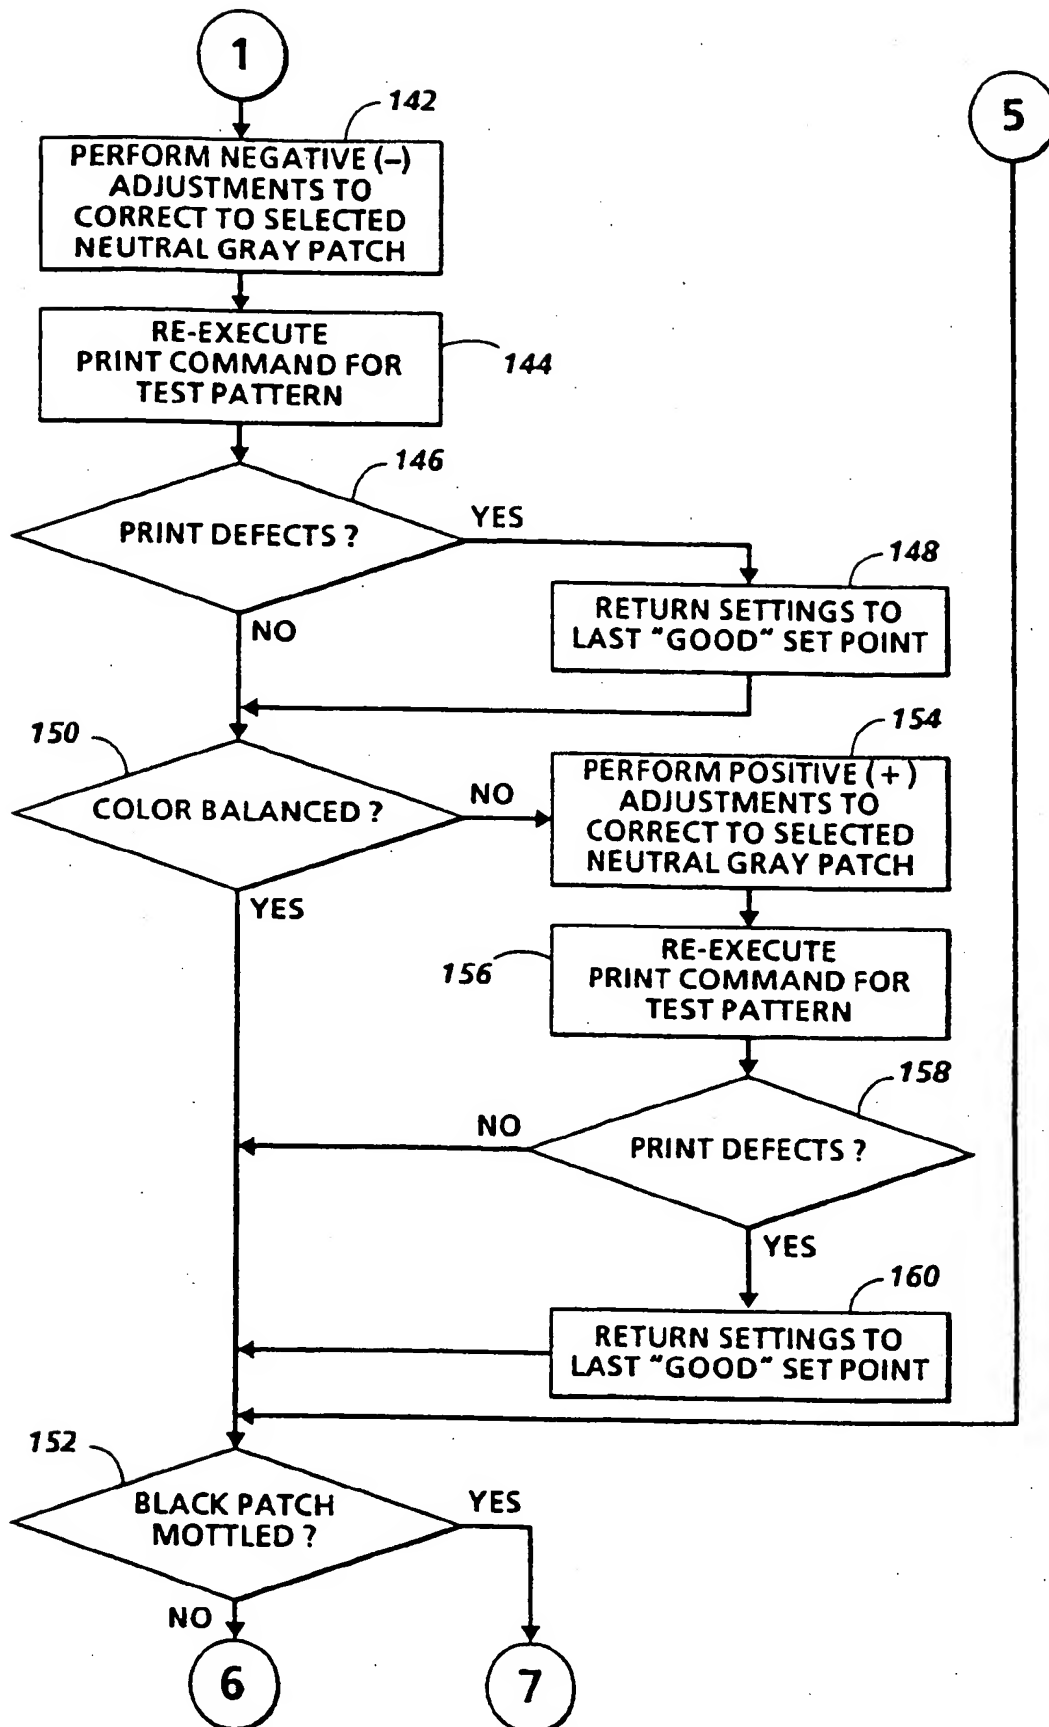 1
5
142
PERFORM NEGATIVE (–)
ADJUSTMENTS TO
CORRECT TO SELECTED
NEUTRAL GRAY PATCH
RE-EXECUTE
PRINT COMMAND FOR
TEST PATTERN
144
146
PRINT DEFECTS ?
YES
NO
148
RETURN SETTINGS TO
LAST "GOOD" SET POINT
150
COLOR BALANCED ?
NO
YES
154
PERFORM POSITIVE (+)
ADJUSTMENTS TO
CORRECT TO SELECTED
NEUTRAL GRAY PATCH
156
RE-EXECUTE
PRINT COMMAND FOR
TEST PATTERN
158
PRINT DEFECTS ?
NO
YES
160
RETURN SETTINGS TO
LAST "GOOD" SET POINT
152
BLACK PATCH
MOTTLED ?
YES
NO
6
7